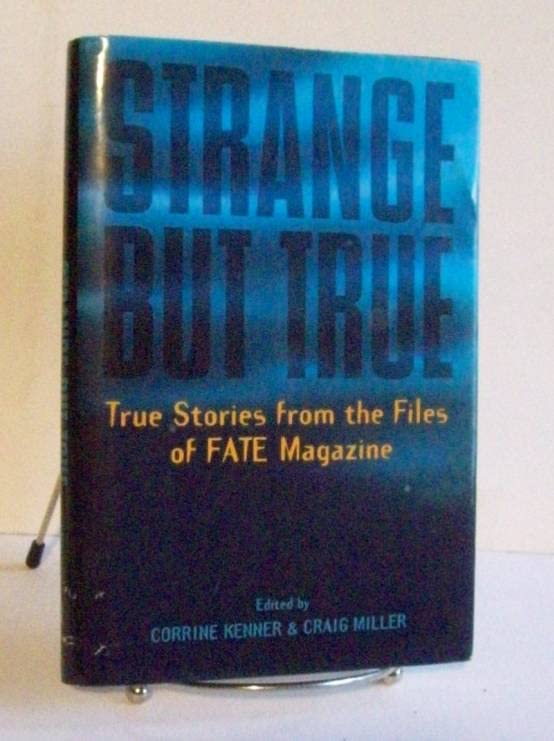 STRANGE
BUT TRUE
True Stories from the Files
of FATE Magazine
Edited by
CORRINE KENNER & CRAIG MILLER